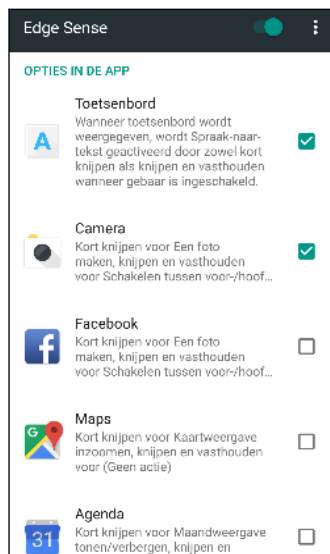 Edge Sense
OPTIES IN DE APP
Toetsenbord
Wanneer toetsenbord wordt
weergegeven, wordt Spraak-naar-
tekst geactiveerd door zowel kort
knijpen als knijpen en vasthouden
wanneer gebaar is ingeschakeld.
A
Camera
Kort knijpen voor Een foto
maken, knijpen en vasthouden
voor Schakelen tussen voor-/hoof...
Facebook
Kort knijpen voor Een foto
maken, knijpen en vasthouden
voor Schakelen tussen voor-/hoof...
f
Maps
Kort knijpen voor Kaartweergave
inzoomen, knijpen en vasthouden
voor (Geen actie)
G
Agenda
Kort knijpen voor Maandweergave
tonen/verbergen, knijpen en
31